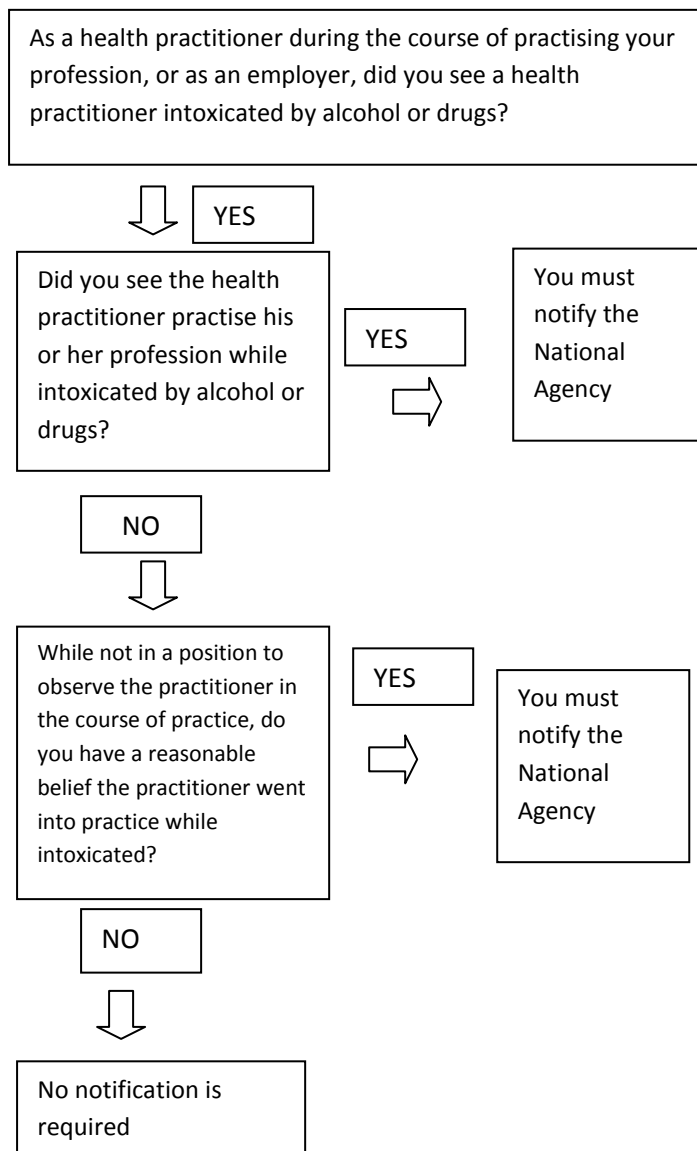 As a health practitioner during the course of practising your
profession, or as an employer, did you see a health
practitioner intoxicated by alcohol or drugs?
YES
Did you see the health
practitioner practise his
or her profession while
intoxicated by alcohol or
drugs?
YES
You must
notify the
National
Agency
NO
While not in a position to
observe the practitioner in
the course of practice, do
you have a reasonable
belief the practitioner went
into practice while
intoxicated?
YES
You must
notify the
National
Agency
NO
No notification is
required